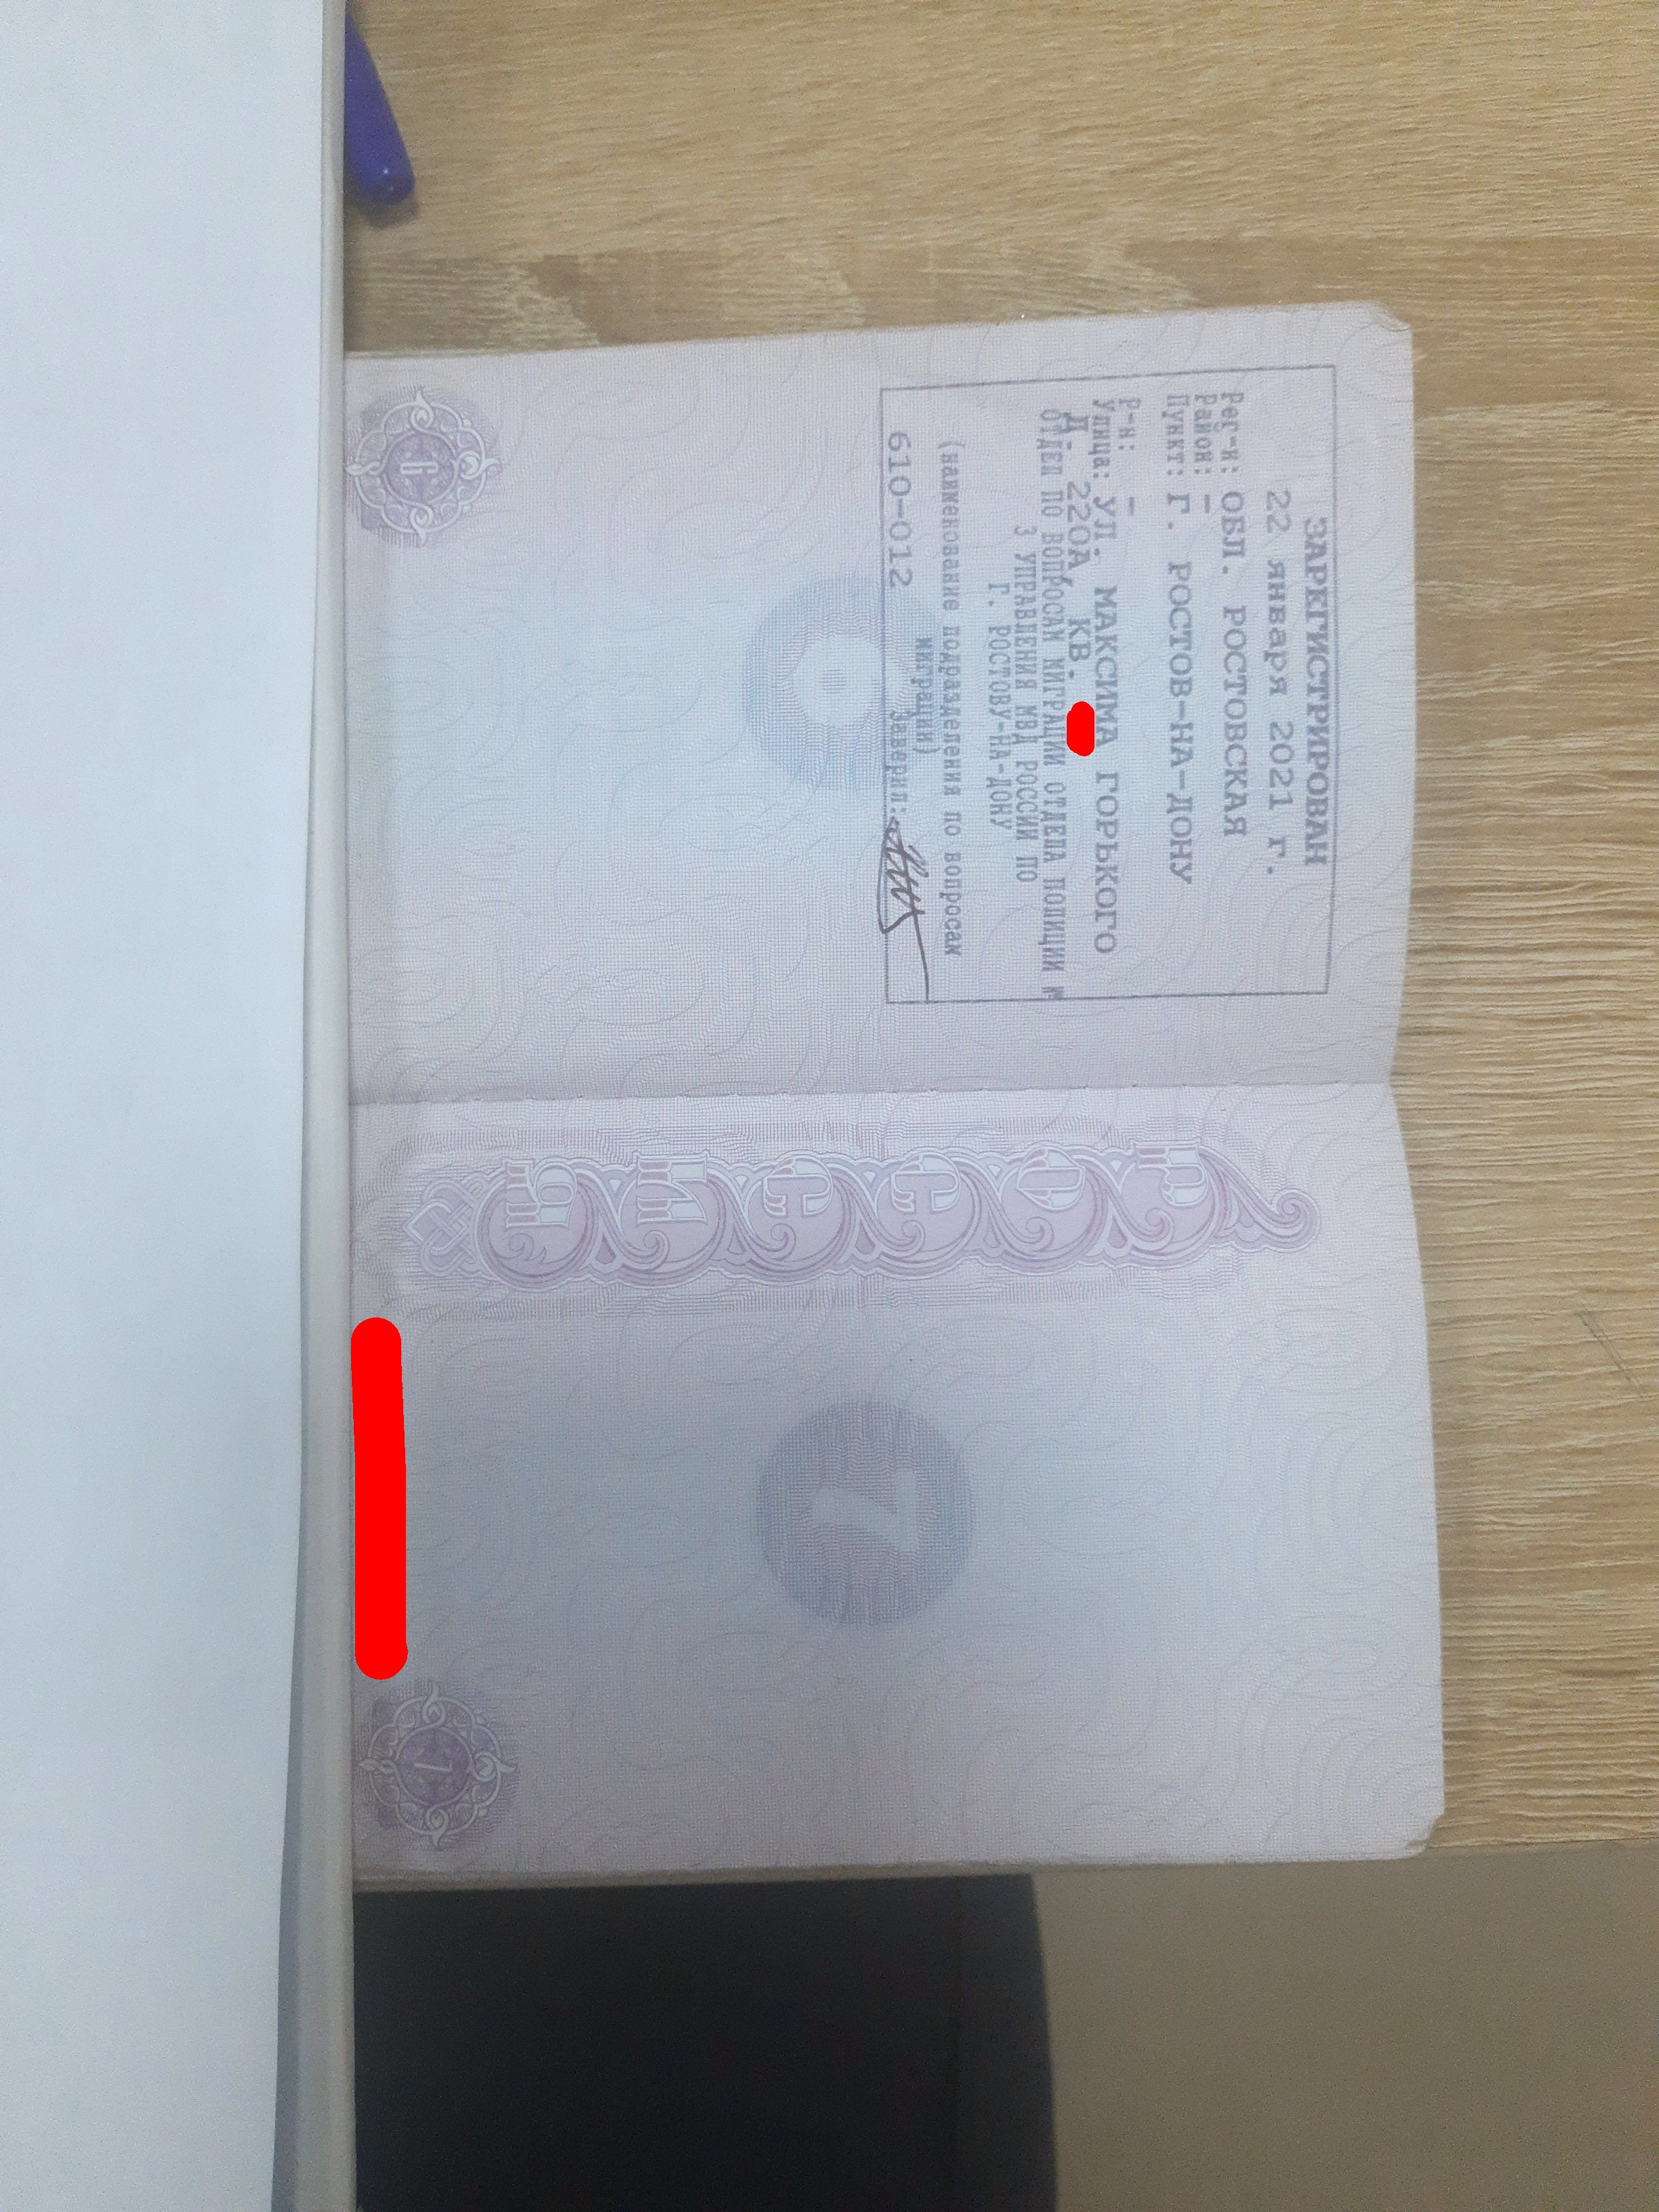 ЗАРЕГИСТРИРОВАН
22 января 2021 г.
Рег-н: ОБЛ. РОСТОВСКАЯ
Район: –
Пункт: Г. РОСТОВ-НА-ДОНУ
Р-н: –
Улица: УЛ. МАКСИМА ГОРЬКОГО
Д. 220А, КВ.
ОТДЕЛ ПО ВОПРОСАМ МИГРАЦИИ ОТДЕЛА ПОЛИЦИИ №
3 УПРАВЛЕНИЯ МВД РОССИИ ПО
Г. РОСТОВУ-НА-ДОНУ
(наименование подразделения по вопросам
миграции)
610-012
Заверил:
6
РОССИЯ
7
7